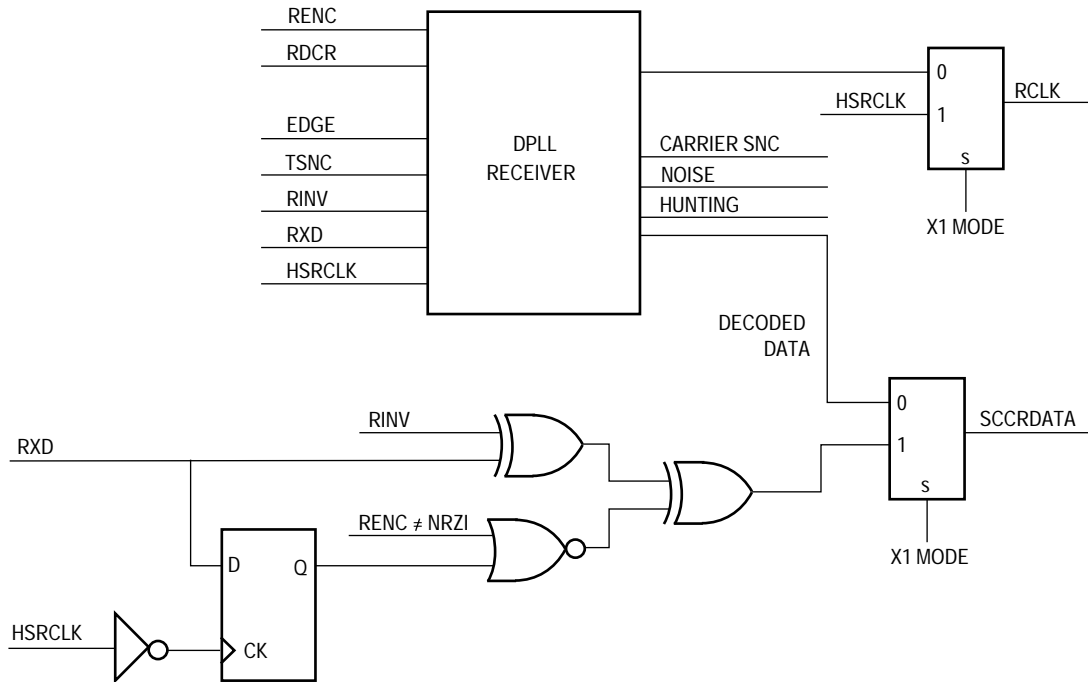 RENC
RDCR
EDGE
TSNC
RINV
RXD
HSRCLK
DPLL
RECEIVER
CARRIER SNC
NOISE
HUNTING
HSRCLK
0
1
S
RCLK
X1 MODE
DECODED
DATA
0
1
S
SCCRDATA
X1 MODE
RINV
RXD
RENC ≠ NRZI
D
Q
CK
HSRCLK